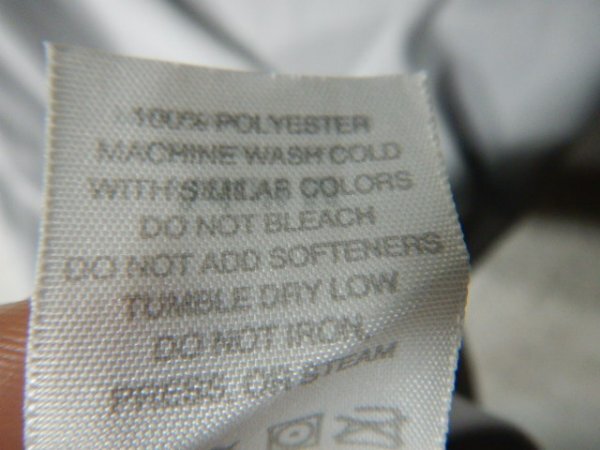 100% POLYESTER
MACHINE WASH COLD
WITH SIMILAR COLORS
DO NOT BLEACH
DO NOT ADD SOFTENERS
TUMBLE DRY LOW
DO NOT IRON,
PRESS OR STEAM